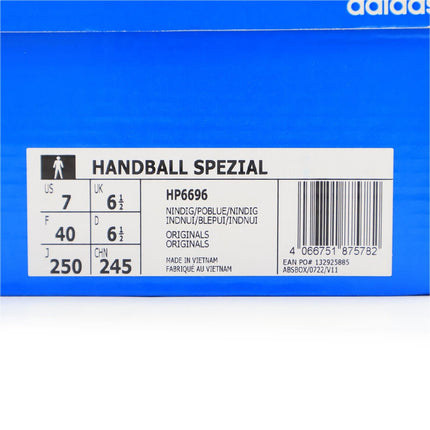 adidas
HANDBALL SPEZIAL
US 7 UK 6½
F 40 D 6½
J 250 CHN 245
HP6696
NINDIG/POBLUE/NINDIG
INDNUI/BLEPUI/INDNUI
ORIGINALS
ORIGINALS
MADE IN VIETNAM
FABRIQUÉ AU VIETNAM
4 066751 875782
EAN PO# 132925885
ABSBOX/0722/V11